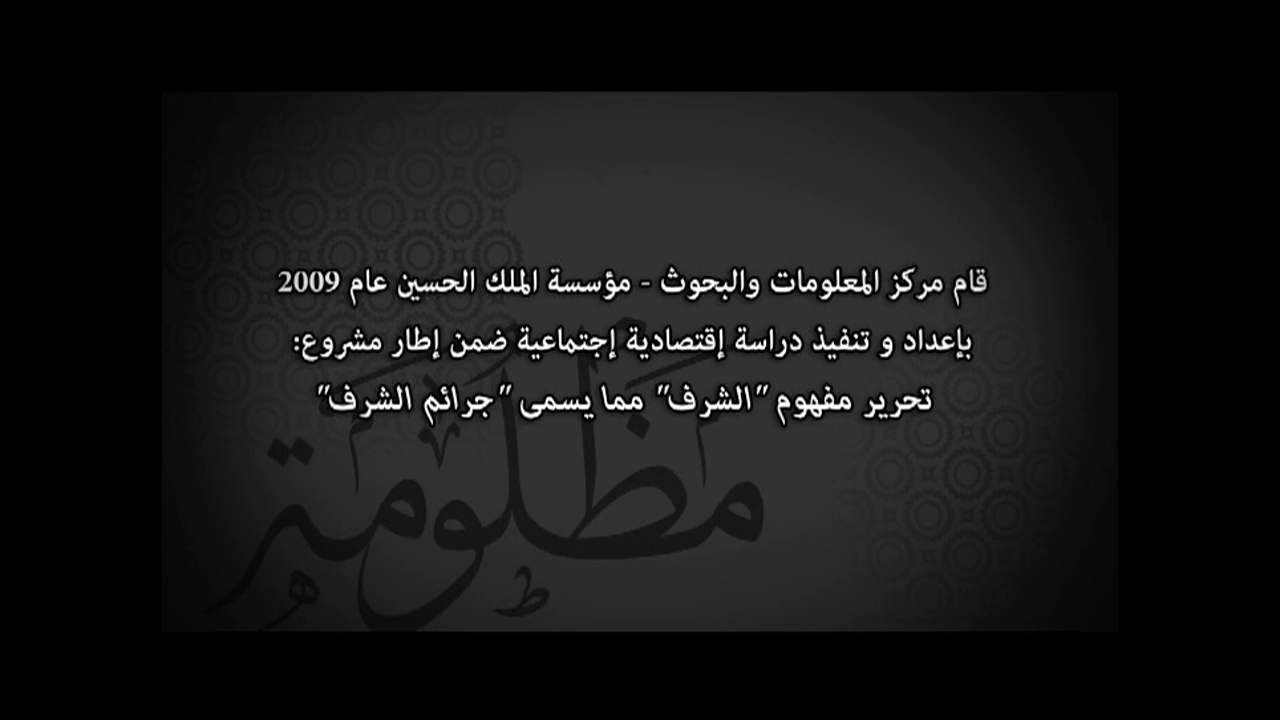 قام مركز المعلومات والبحوث - مؤسسة الملك الحسين عام 2009
بإعداد و تنفيذ دراسة إقتصادية إجتماعية ضمن إطار مشروع:
تحرير مفهوم "الشرف" مما يسمى "جرائم الشرف"
مَظْلُومَة